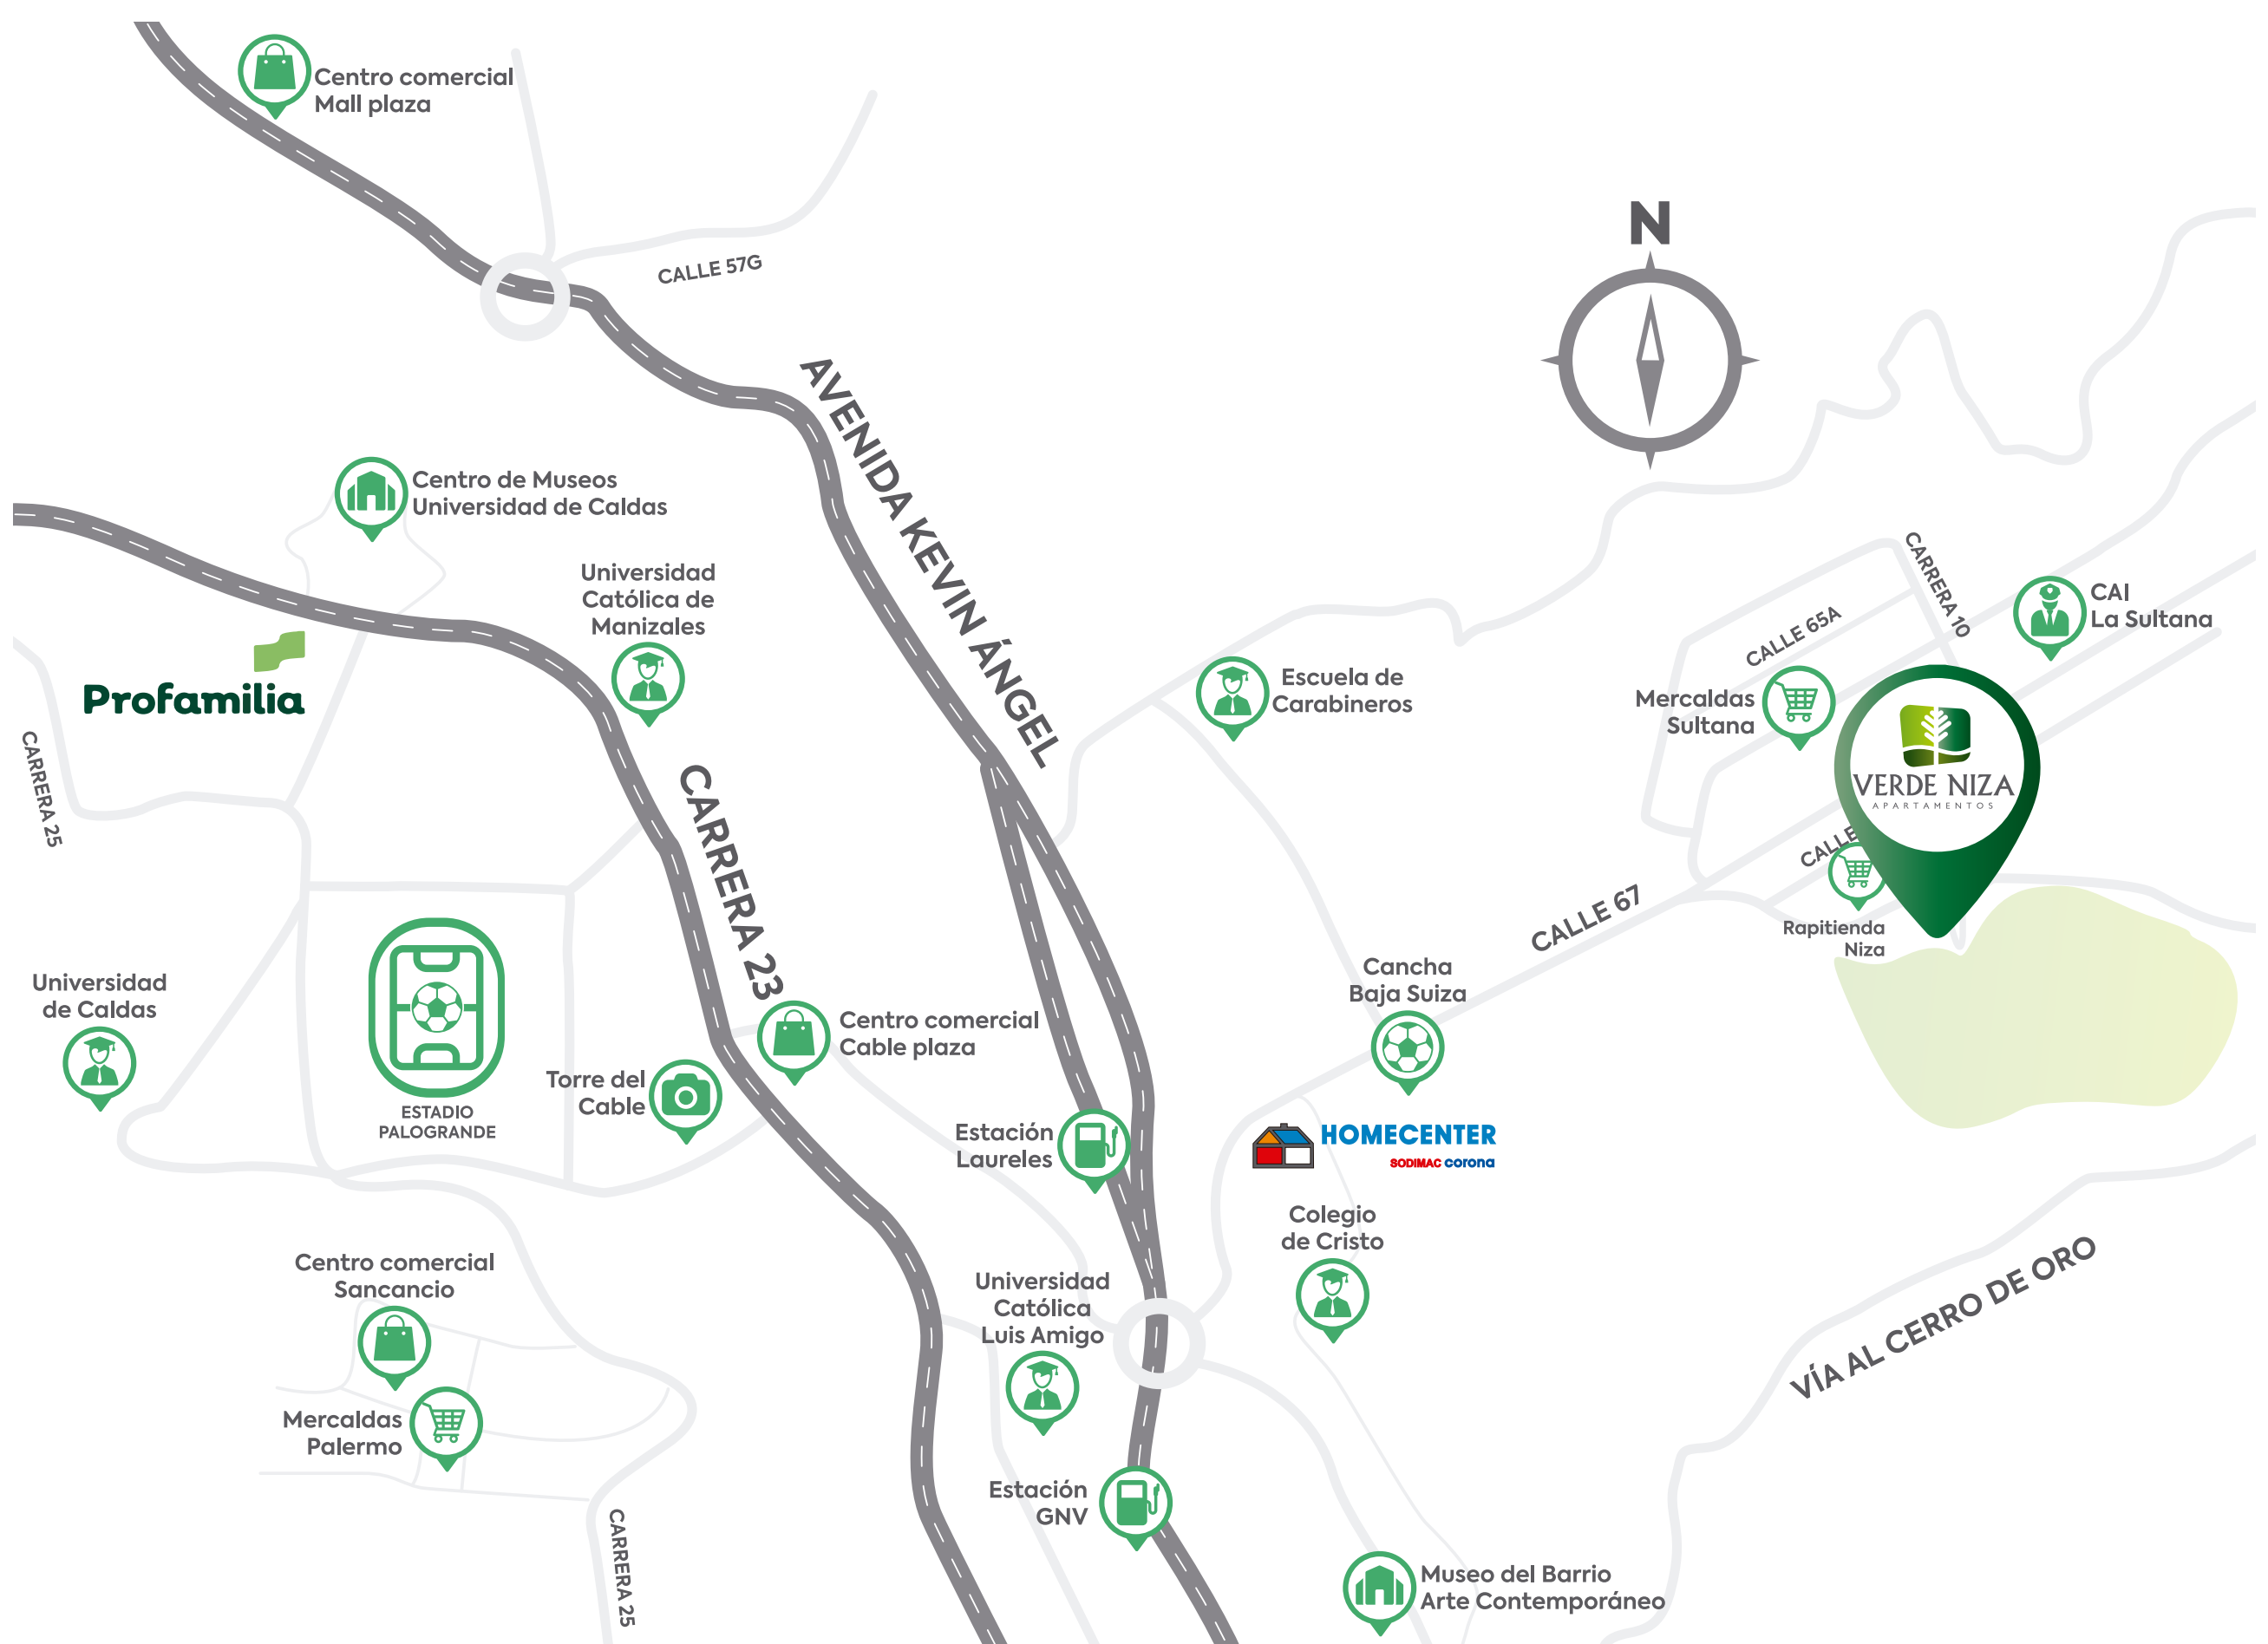 Centro comercial
Mall plaza
CALLE 57G
N
AVENIDA KEVIN ÁNGEL
Centro de Museos
Universidad de Caldas
Universidad
Católica de
Manizales
Profamilia
CARRERA 25
CARRERA 23
CARRERA 10
CALLE 65A
CAI
La Sultana
Escuela de
Carabineros
Mercaldas
Sultana
VERDE NIZA
APARTAMENTOS
CALLE
Rapitienda
Niza
CALLE 67
Cancha
Baja Suiza
Universidad
de Caldas
ESTADIO
PALOGRANDE
Torre del
Cable
Centro comercial
Cable plaza
Estación
Laureles
HOMECENTER
SODIMAC corona
Colegio
de Cristo
Centro comercial
Sancancio
Universidad
Católica
Luis Amigo
VÍA AL CERRO DE ORO
Mercaldas
Palermo
Estación
GNV
CARRERA 25
Museo del Barrio
Arte Contemporáneo